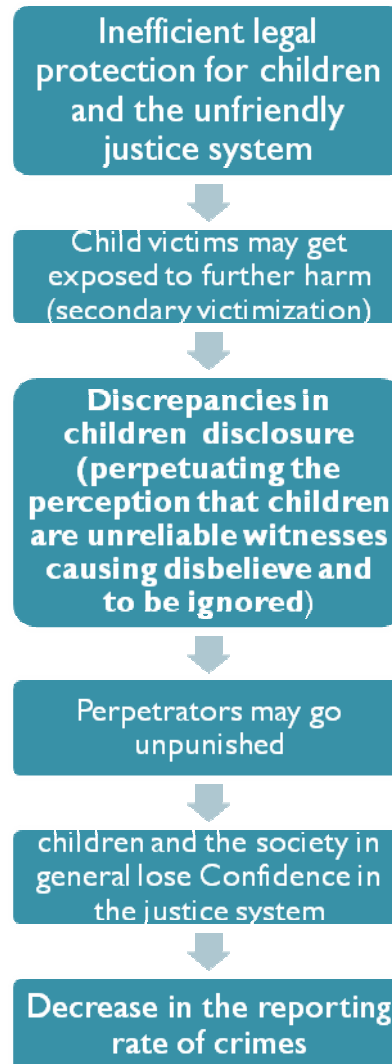 Inefficient legal
protection for children
and the unfriendly
justice system
Child victims may get
exposed to further harm
(secondary victimization)
Discrepancies in
children disclosure
(perpetuating the
perception that children
are unreliable witnesses
causing disbelieve and
to be ignored)
Perpetrators may go
unpunished
children and the society in
general lose Confidence in
the justice system
Decrease in the reporting
rate of crimes